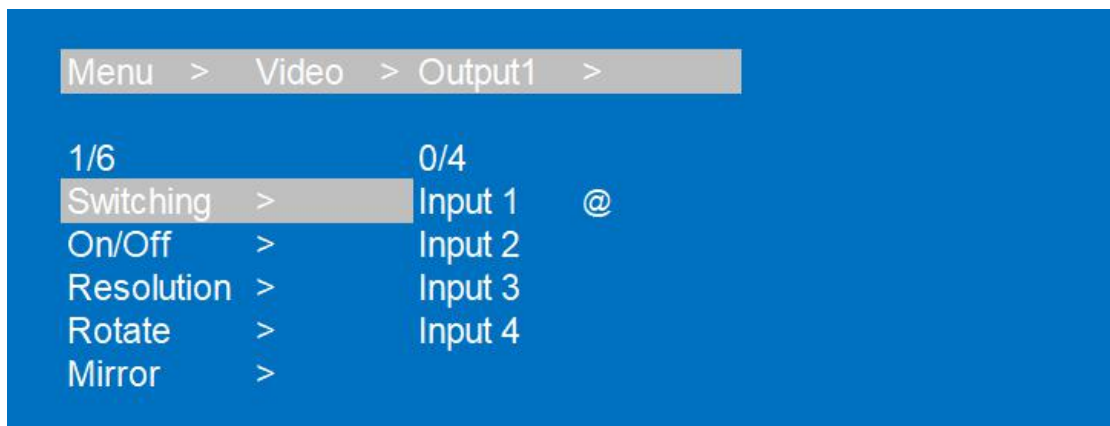 Menu > Video > Output1 >
1/6 0/4
Switching > Input 1 @
On/Off > Input 2
Resolution > Input 3
Rotate > Input 4
Mirror >